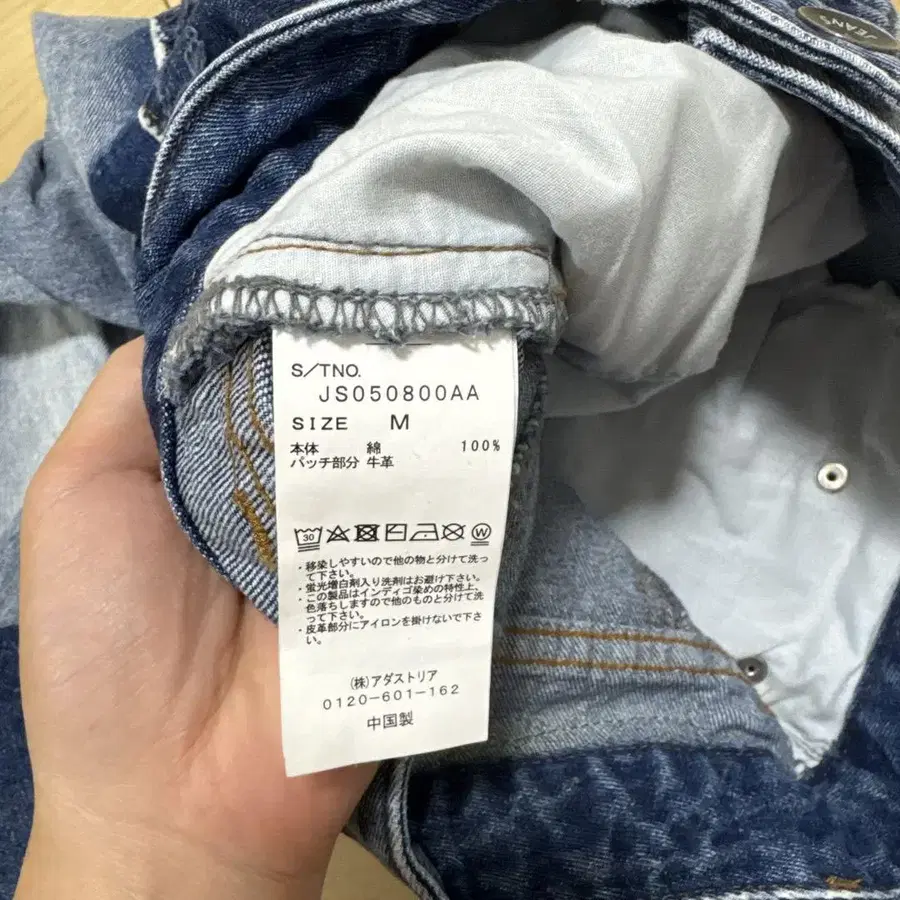 JEANS
S/TNO.
JS050800AA
SIZE M
本体 綿 100%
パッチ部分 牛革
30 W
・移染しやすいので他の物と分けて洗っ
て下さい。
・蛍光増白剤入り洗剤はお避け下さい。
・この製品はインディゴ染めの特性上、
色落ちしますので他のものと分けて洗
って下さい。
・皮革部分にアイロンを掛けないで下さ
い。
(株)アダストリア
0120-601-162
中国製